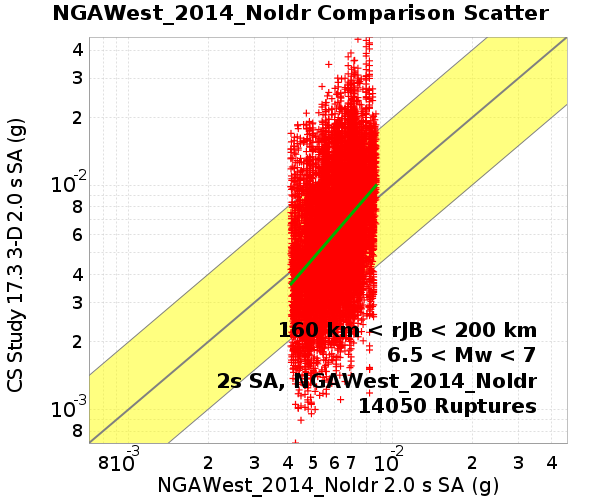 NGAWest_2014_NoIdr Comparison Scatter
CS Study 17.3 3-D 2.0 s SA (g)
4
3
2
10-2
8
6
4
3
2
10-3
8
160 km < rJB < 200 km
6.5 < Mw < 7
2s SA, NGAWest_2014_NoIdr
14050 Ruptures
8 10-3 2 3 4 5 6 7 10-2 2 3 4
NGAWest_2014_NoIdr 2.0 s SA (g)